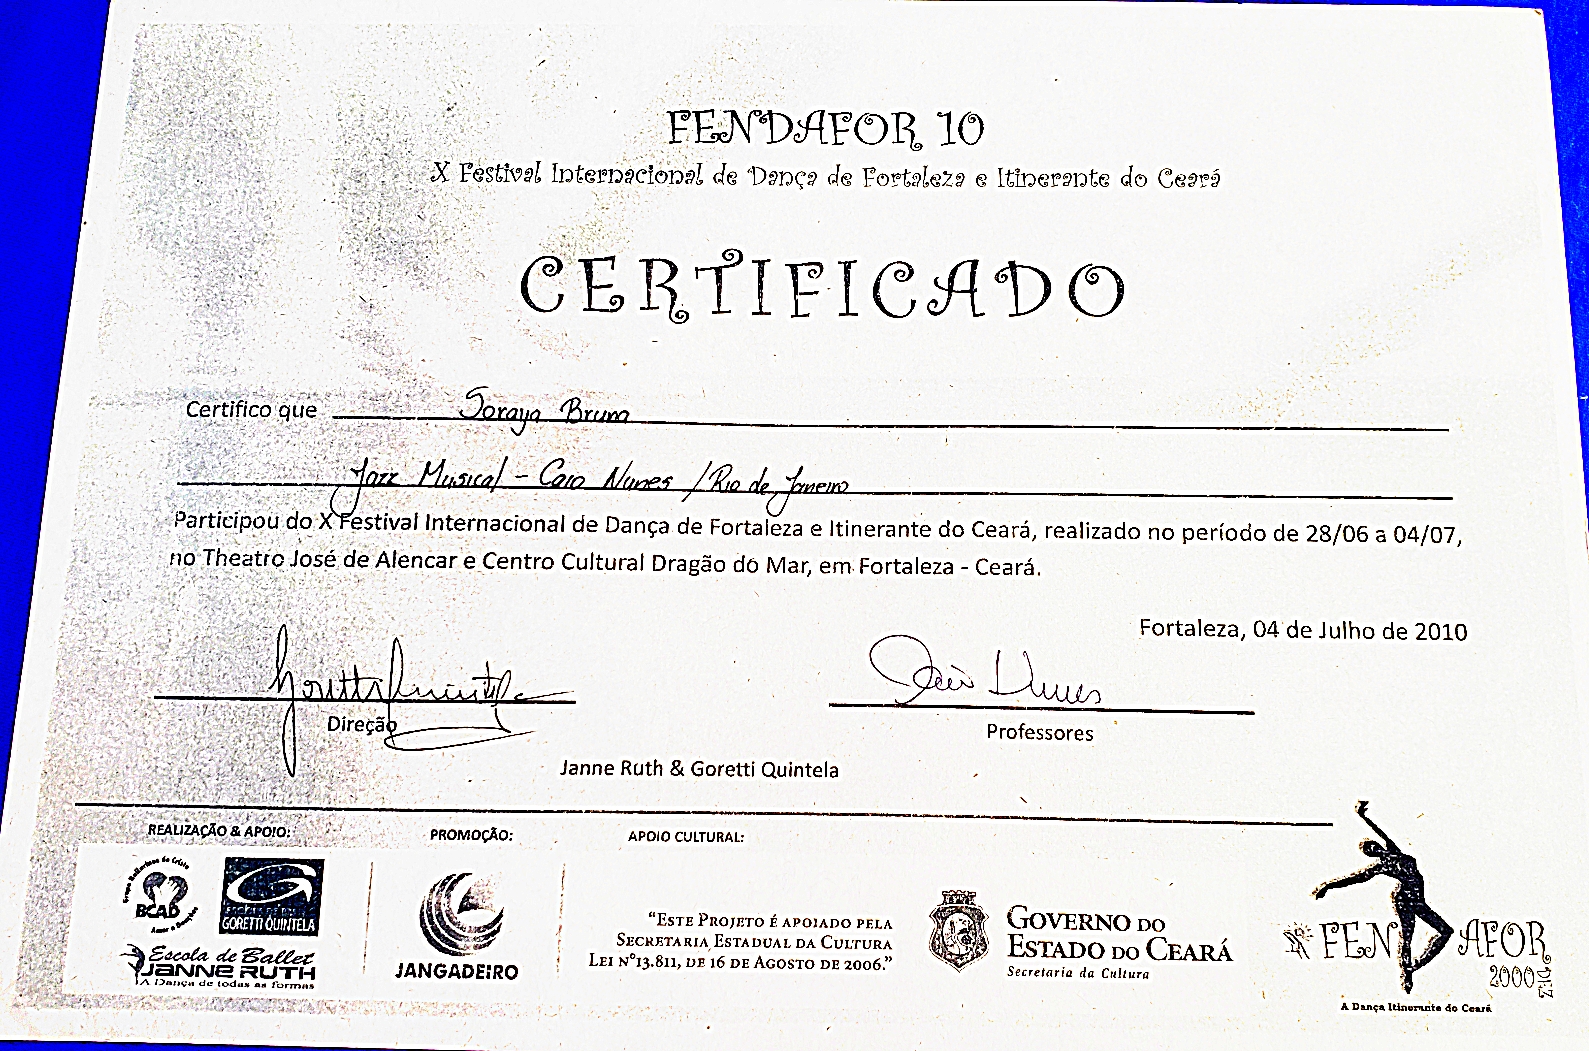 FENDAFOR 10
X Festival Internacional de Dança de Fortaleza e Itinerante do Ceará
CERTIFICADO
Certifico que Soraya Bruno
Jazz Musical - Caio Nunes / Rio de Janeiro
Participou do X Festival Internacional de Dança de Fortaleza e Itinerante do Ceará, realizado no período de 28/06 a 04/07,
no Theatro José de Alencar e Centro Cultural Dragão do Mar, em Fortaleza - Ceará.
Fortaleza, 04 de Julho de 2010
Goretti Quintela
Caio Nunes
Direção
Professores
Janne Ruth & Goretti Quintela
REALIZAÇÃO & APOIO:
PROMOÇÃO:
APOIO CULTURAL:
BCAD
GORETTI QUINTELA
Escola de Ballet
JANNE RUTH
A Dança de todas as formas
JANGADEIRO
"ESTE PROJETO É APOIADO PELA
SECRETARIA ESTADUAL DA CULTURA
LEI Nº13.811, DE 16 DE AGOSTO DE 2006."
GOVERNO DO
ESTADO DO CEARÁ
Secretaria da Cultura
FENDAFOR
2000
A Dança Itinerante do Ceará